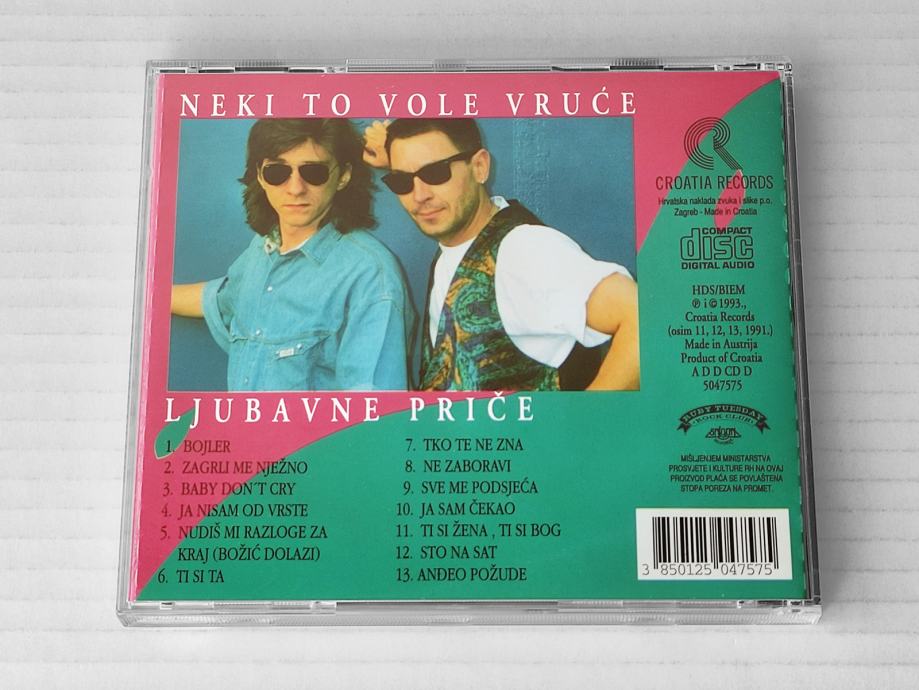 NEKI TO VOLE VRUĆE
LJUBAVNE PRIČE
1. BOJLER
2. ZAGRLI ME NJEŽNO
3. BABY DON´T CRY
4. JA NISAM OD VRSTE
5. NUDIŠ MI RAZLOGE ZA
KRAJ (BOŽIĆ DOLAZI)
6. TI SI TA
7. TKO TE NE ZNA
8. NE ZABORAVI
9. SVE ME PODSJEĆA
10. JA SAM ČEKAO
11. TI SI ŽENA , TI SI BOG
12. STO NA SAT
13. ANĐEO POŽUDE
CROATIA RECORDS
Hrvatska naklada zvuka i slike p.o.
Zagreb - Made in Croatia
COMPACT
disc
DIGITAL AUDIO
HDS/BIEM
℗ i © 1993.,
Croatia Records
(osim 11, 12, 13, 1991.)
Made in Austrija
Product of Croatia
A D D CD D
5047575
RUBY TUESDAY
ROCK CLUB
MIŠLJENJEM MINISTARSTVA
PROSVJETE I KULTURE RH NA OVAJ
PROIZVOD PLAĆA SE POVLAŠTENA
STOPA POREZA NA PROMET.
3 850125 047575